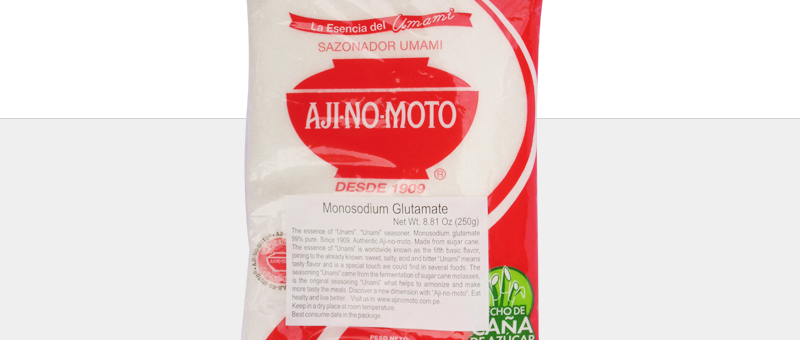 La Esencia del Umami
SAZONADOR UMAMI
AJI-NO-MOTO
®
DESDE 1909
Monosodium Glutamate
Net Wt. 8.81 Oz (250g)
The essence of "Umami", "Umami" seasoner. Monosodium glutamate
99% pure. Since 1909. Authentic Aji-no-moto. Made from sugar cane.
The essence of "Umami" is worldwide known as the fifth basic flavor,
joining to the already known: sweet, salty, acid and bitter "Umami" means
tasty flavor and is a special touch we could find in several foods. The
seasoning "Umami" came from the fermentation of sugar cane molasses,
is the original seasoning "Umami" what helps to armonize and make
more tasty the meals. Discover a new dimension with "Aji-no-moto". Eat
healty and live better. Visit us in: www.ajinomoto.com.pe.
Keep in a dry place at room temperature.
Best consume date in the package.
CHO DE
CAÑA
DE AZÚCAR
PESO NETO